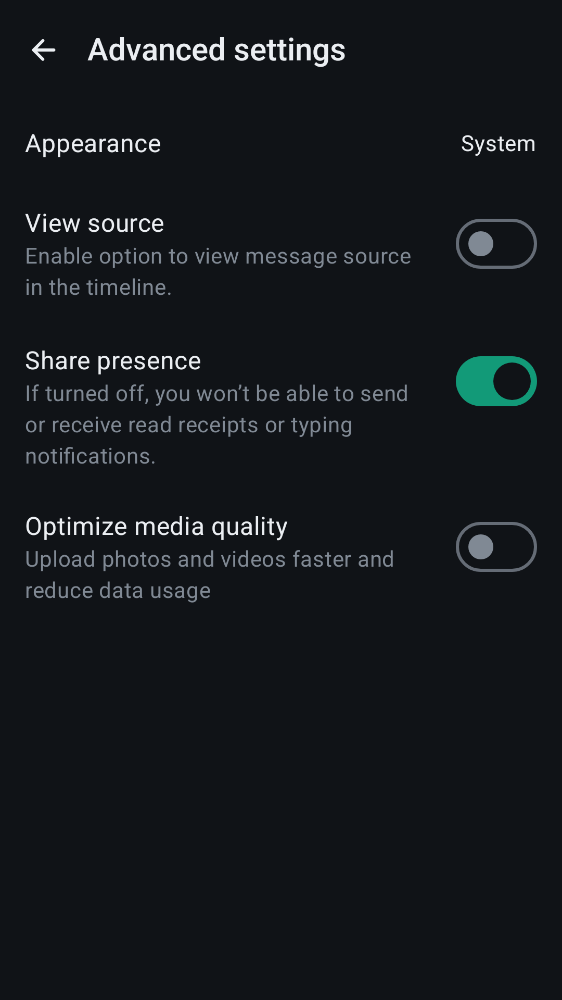 Advanced settings
Appearance
System
View source
Enable option to view message source
in the timeline.
Share presence
If turned off, you won’t be able to send
or receive read receipts or typing
notifications.
Optimize media quality
Upload photos and videos faster and
reduce data usage